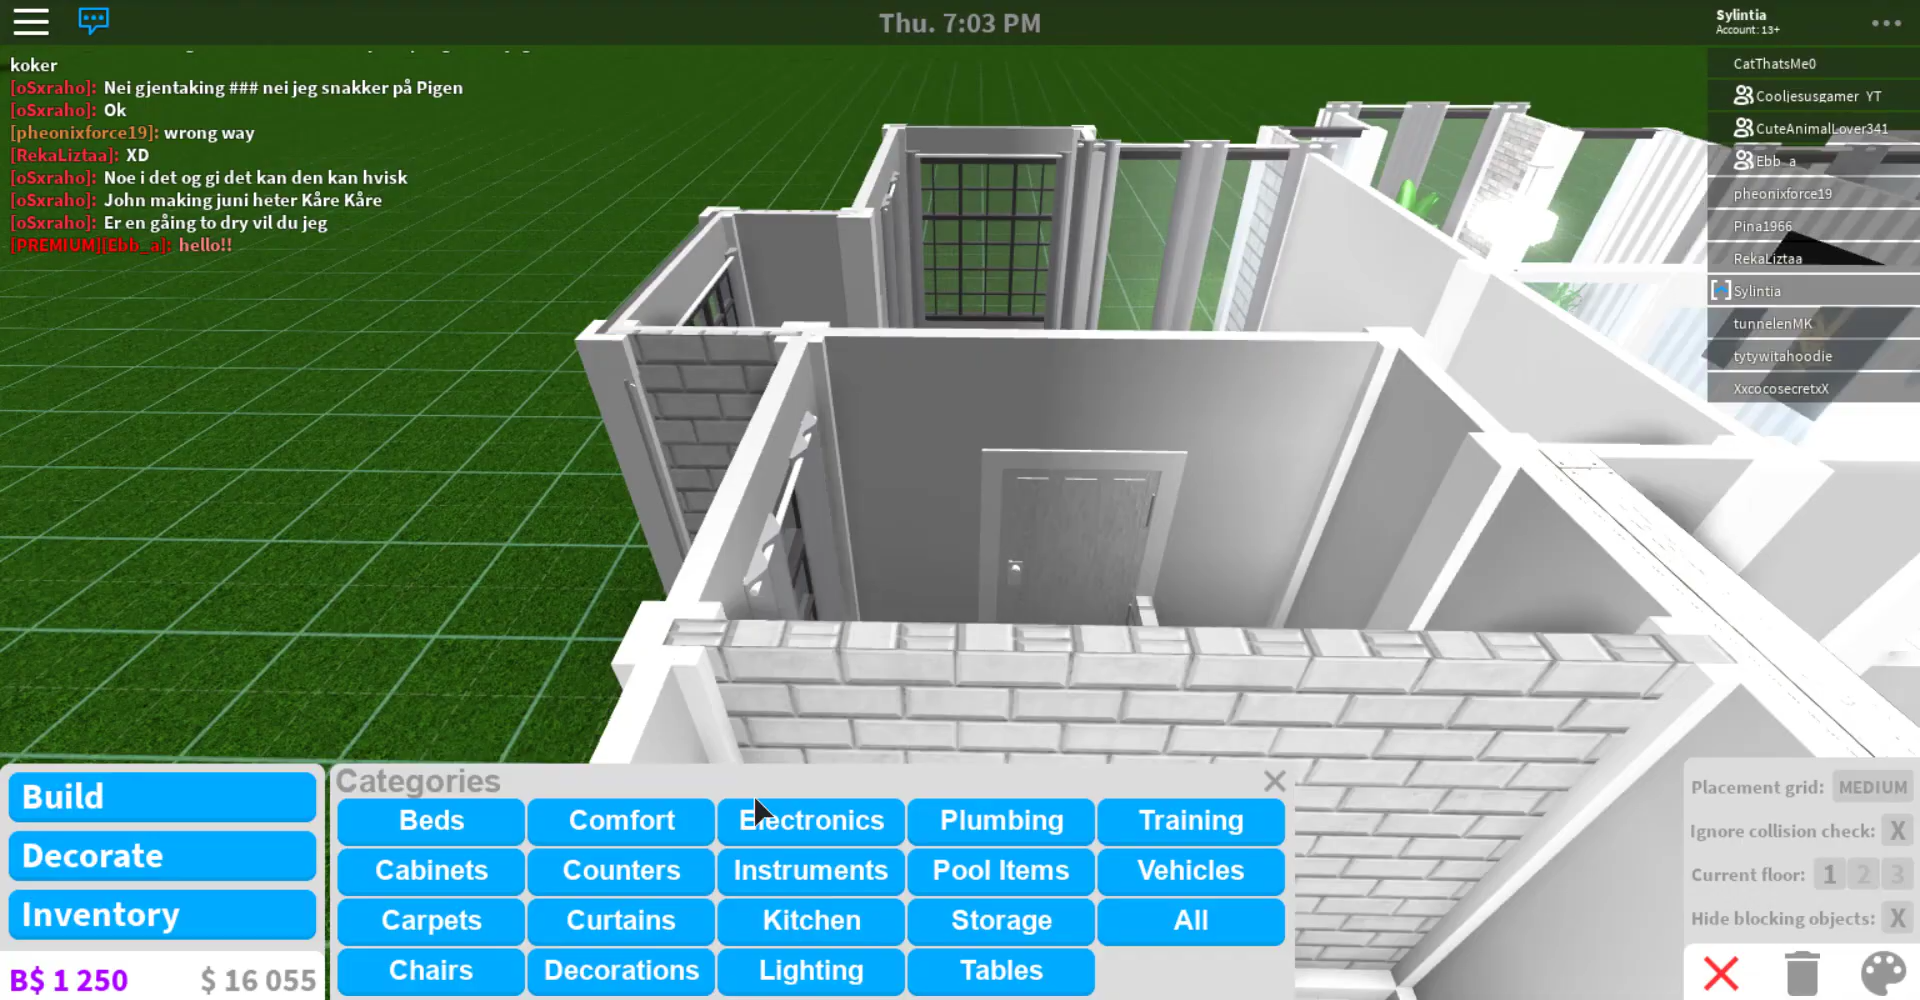 Thu. 7:03 PM
Sylintia
Account: 13+
koker
[oSxraho]: Nei gjentaking ### nei jeg snakker på Pigen
[oSxraho]: Ok
[pheonixforce19]: wrong way
[RekaLiztaa]: XD
[oSxraho]: Noe i det og gi det kan den kan hvisk
[oSxraho]: John making juni heter Kåre Kåre
[oSxraho]: Er en gåing to dry vil du jeg
[PREMIUM][Ebb_a]: hello!!
CatThatsMe0
Cooljesusgamer_YT
CuteAnimalLover341
Ebb_a
pheonixforce19
Pina1966
RekaLiztaa
Sylintia
tunnelenMK
tytywitahoodie
XxcocosecretxX
Build
Decorate
Inventory
B$ 1 250
$ 16 055
Categories
Beds
Comfort
Electronics
Plumbing
Training
Cabinets
Counters
Instruments
Pool Items
Vehicles
Carpets
Curtains
Kitchen
Storage
All
Chairs
Decorations
Lighting
Tables
Placement grid: MEDIUM
Ignore collision check: X
Current floor: 1 2 3
Hide blocking objects: X